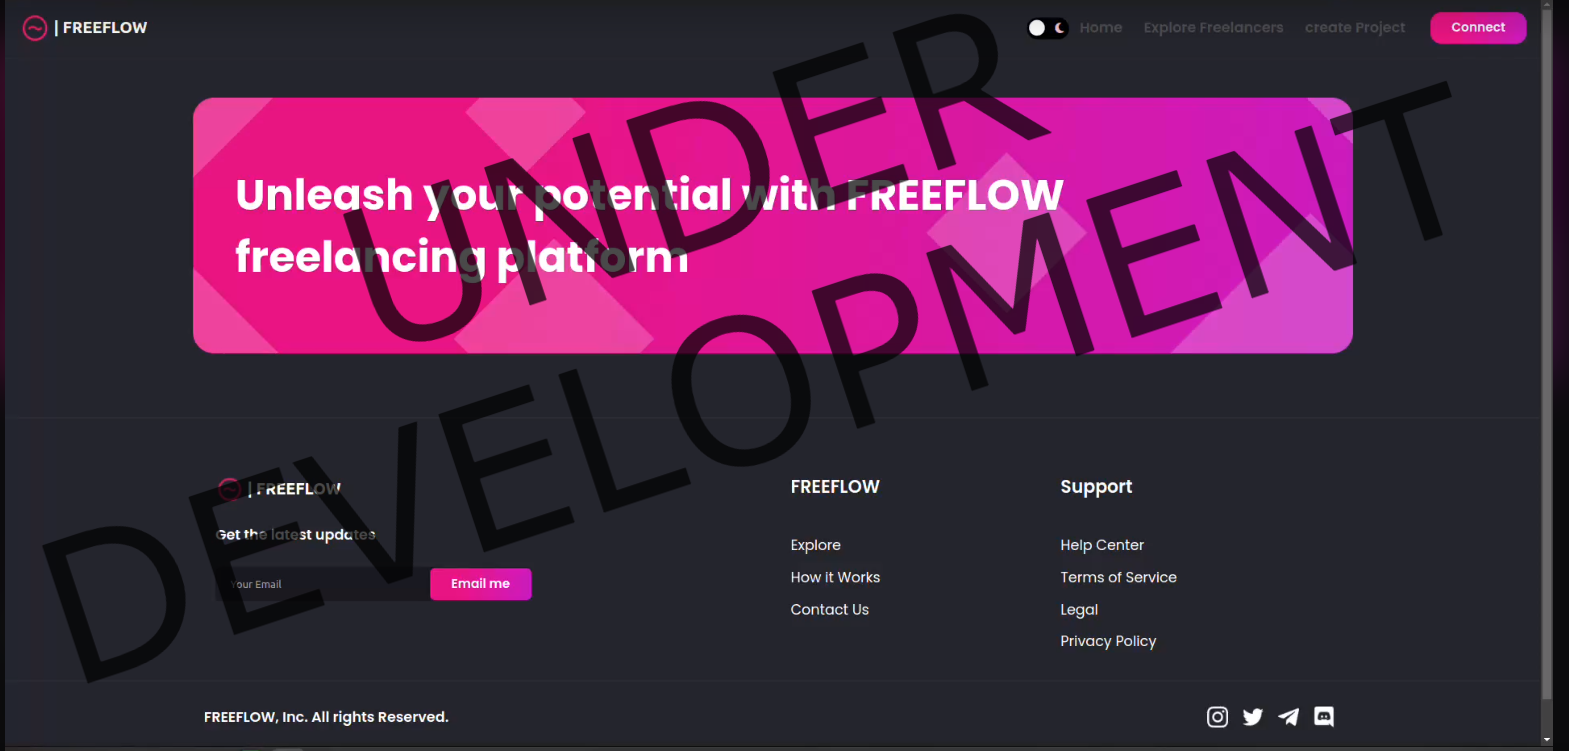 | FREEFLOW
Home Explore Freelancers create Project Connect
Unleash your potential with FREEFLOW
freelancing platform
UNDER
DEVELOPMENT
| FREEFLOW
Get the latest updates
Your Email Email me
FREEFLOW
Explore
How it Works
Contact Us
Support
Help Center
Terms of Service
Legal
Privacy Policy
FREEFLOW, Inc. All rights Reserved.